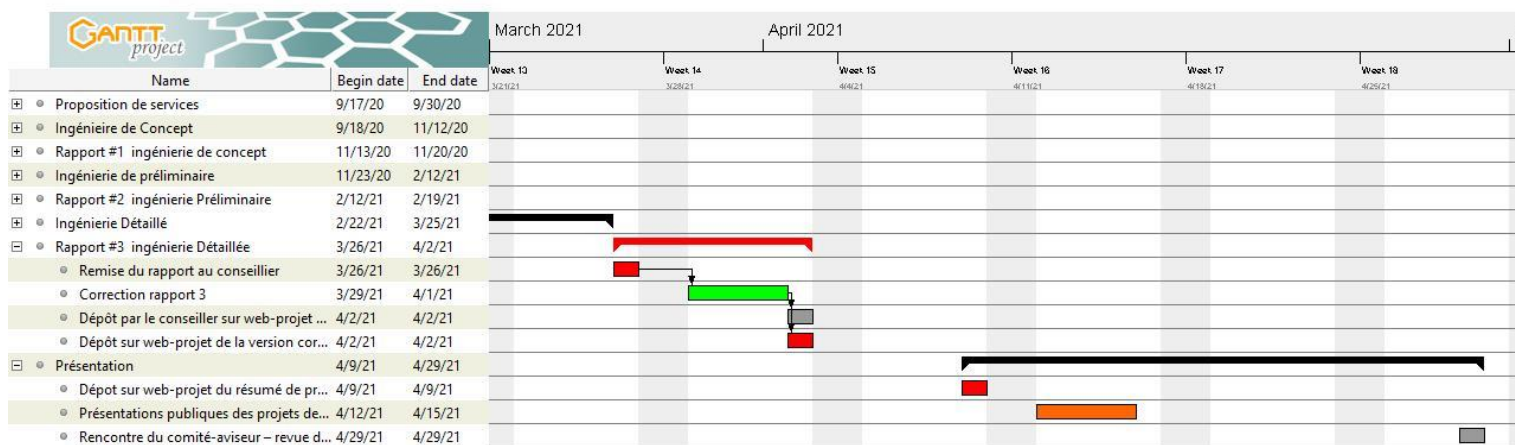 GANTT
project
March 2021 April 2021
Name Begin date End date
Week 13 Week 14 Week 15 Week 16 Week 17 Week 18
3/21/21 3/28/21 4/4/21 4/11/21 4/18/21 4/25/21
Proposition de services 9/17/20 9/30/20
Ingénieire de Concept 9/18/20 11/12/20
Rapport #1 ingénierie de concept 11/13/20 11/20/20
Ingénierie de préliminaire 11/23/20 2/12/21
Rapport #2 ingénierie Préliminaire 2/12/21 2/19/21
Ingénierie Détaillé 2/22/21 3/25/21
Rapport #3 ingénierie Détaillée 3/26/21 4/2/21
Remise du rapport au conseillier 3/26/21 3/26/21
Correction rapport 3 3/29/21 4/1/21
Dépôt par le conseiller sur web-projet ... 4/2/21 4/2/21
Dépôt sur web-projet de la version cor... 4/2/21 4/2/21
Présentation 4/9/21 4/29/21
Dépot sur web-projet du résumé de pr... 4/9/21 4/9/21
Présentations publiques des projets de... 4/12/21 4/15/21
Rencontre du comité-aviseur – revue d... 4/29/21 4/29/21